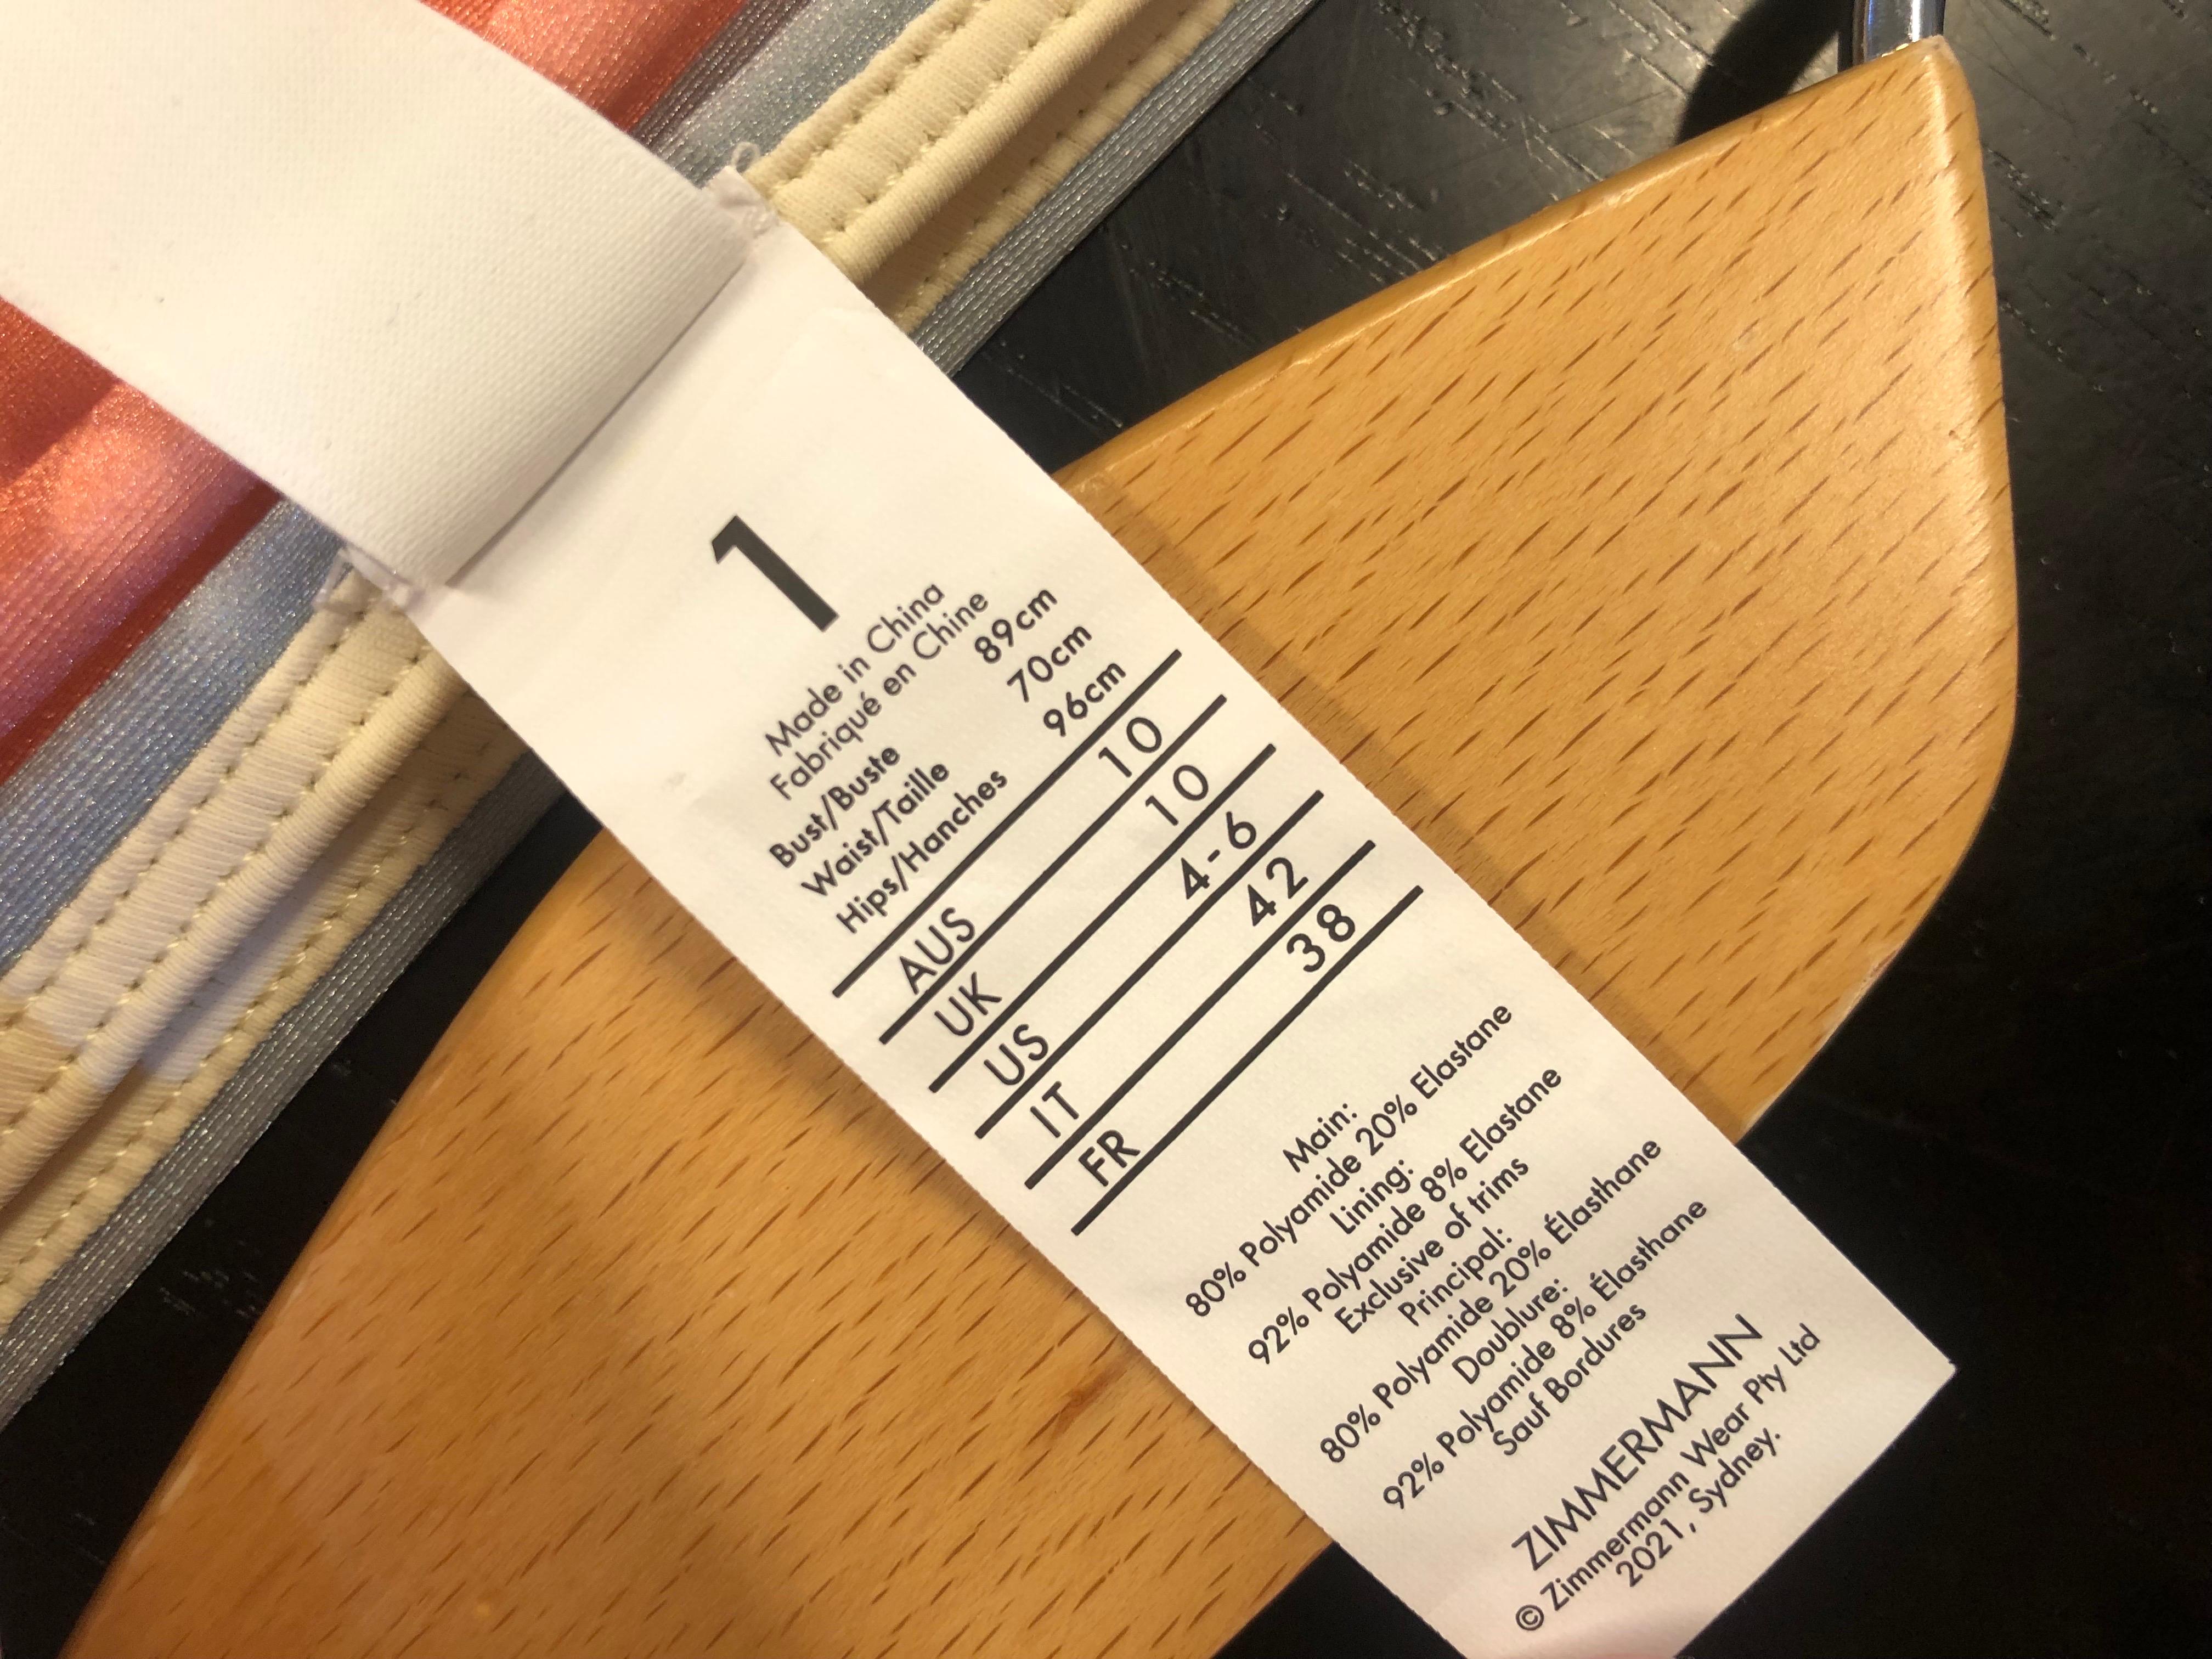 1
Made in China
Fabriqué en Chine
Bust/Buste 89cm
Waist/Taille 70cm
Hips/Hanches 96cm
AUS 10
UK 10
US 4-6
IT 42
FR 38
Main:
80% Polyamide 20% Elastane
Lining:
92% Polyamide 8% Elastane
Exclusive of trims
Principal:
80% Polyamide 20% Élasthane
Doublure:
92% Polyamide 8% Élasthane
Sauf Bordures
ZIMMERMANN
© Zimmermann Wear Pty Ltd
2021, Sydney.